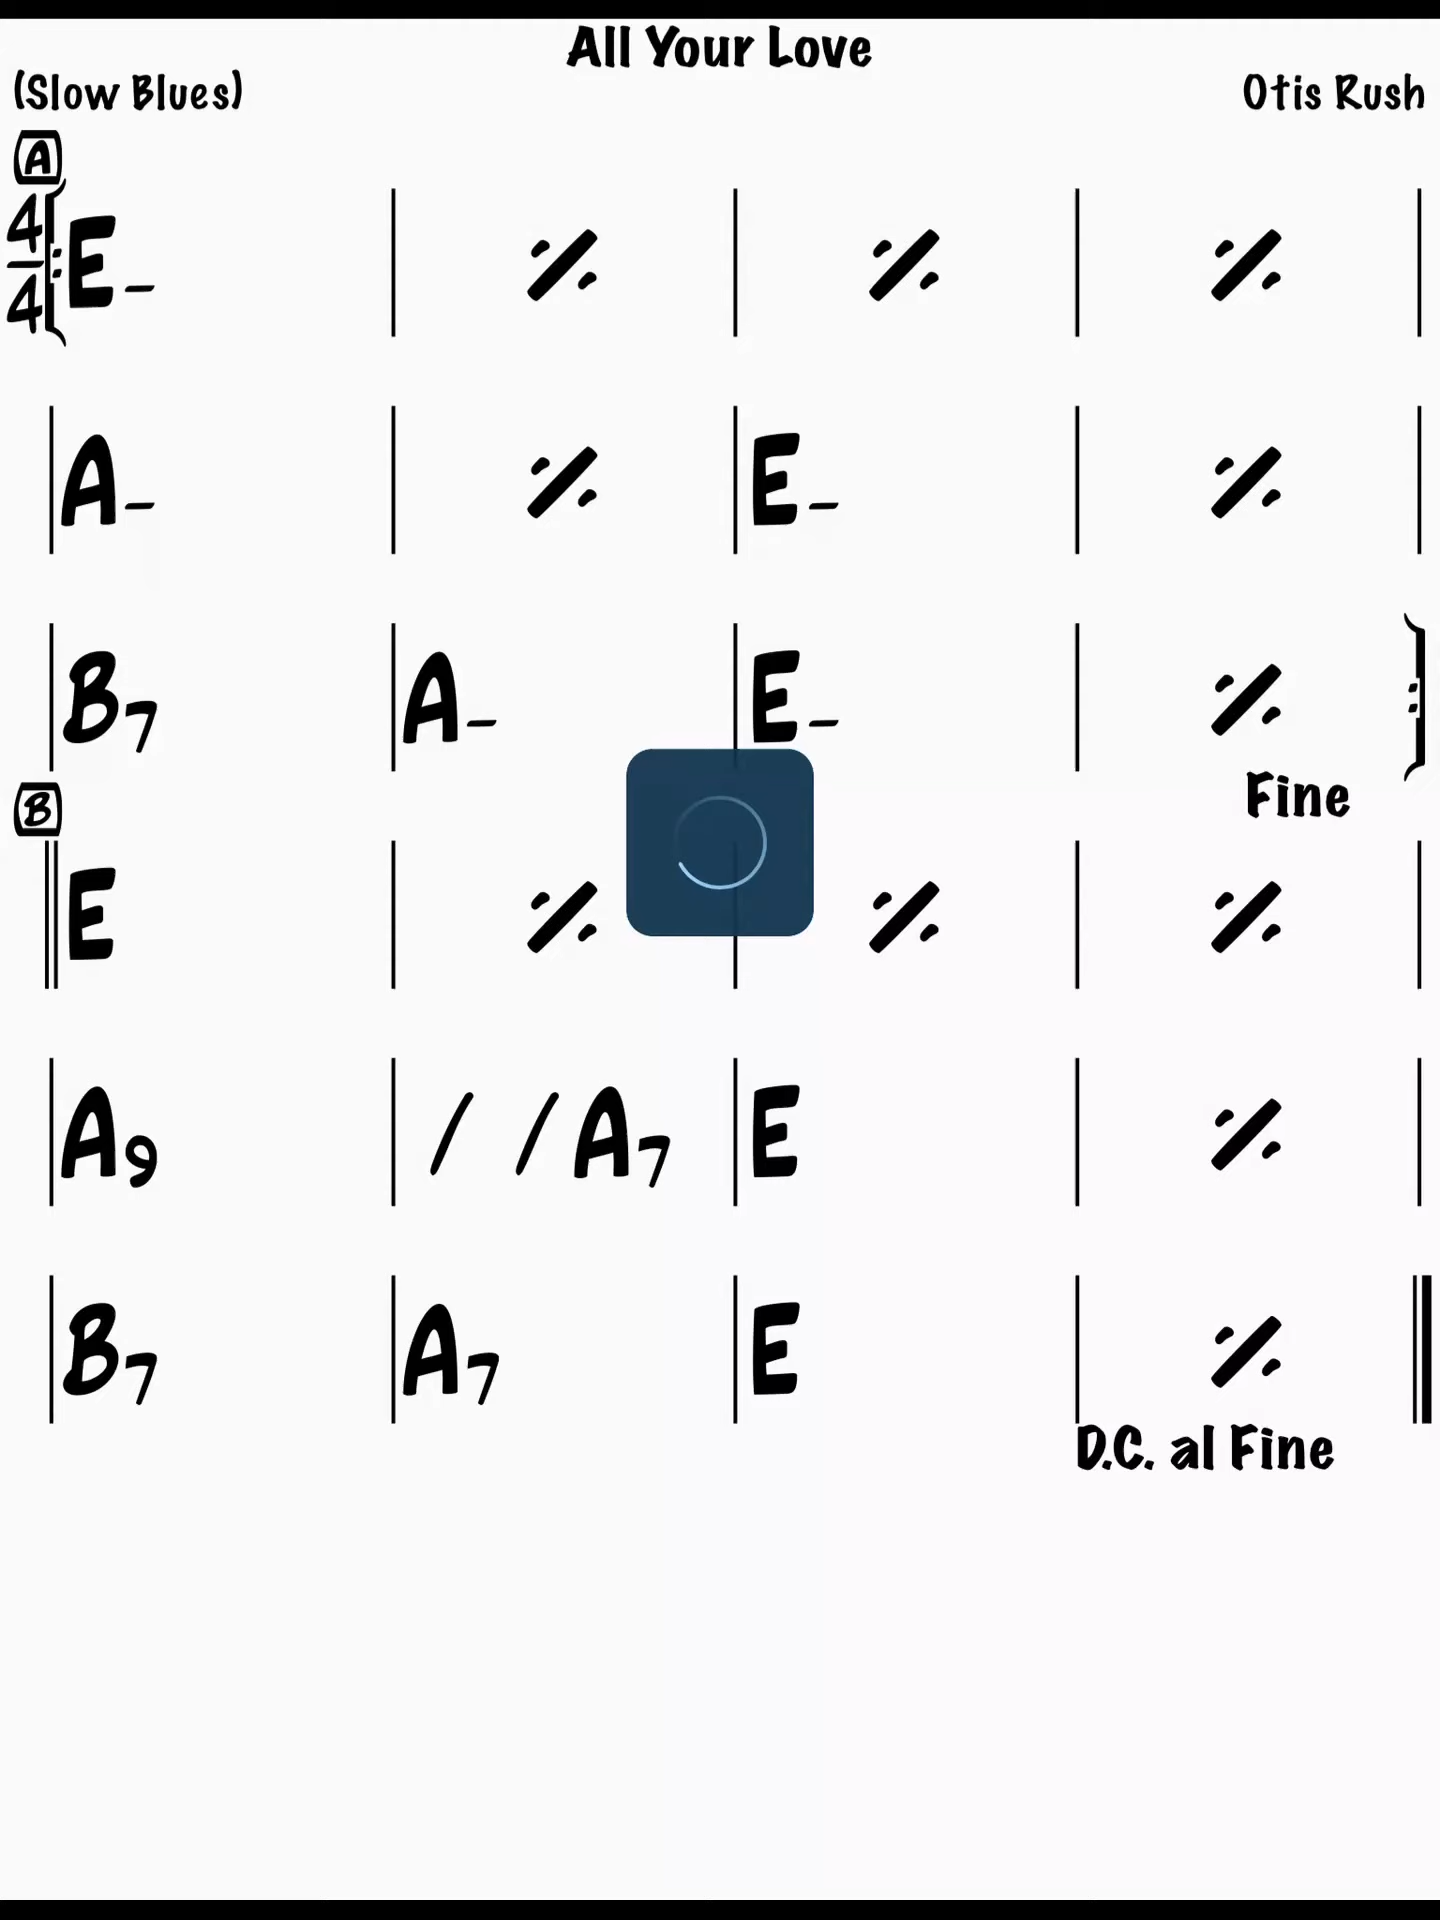 All Your Love
(Slow Blues) Otis Rush
A
4/4 E- 𝄎 𝄎 𝄎
A- 𝄎 E- 𝄎
B7 A- E- 𝄎
Fine
B
E 𝄎 𝄎 𝄎
A9 / / A7 E 𝄎
B7 A7 E 𝄎
D.C. al Fine